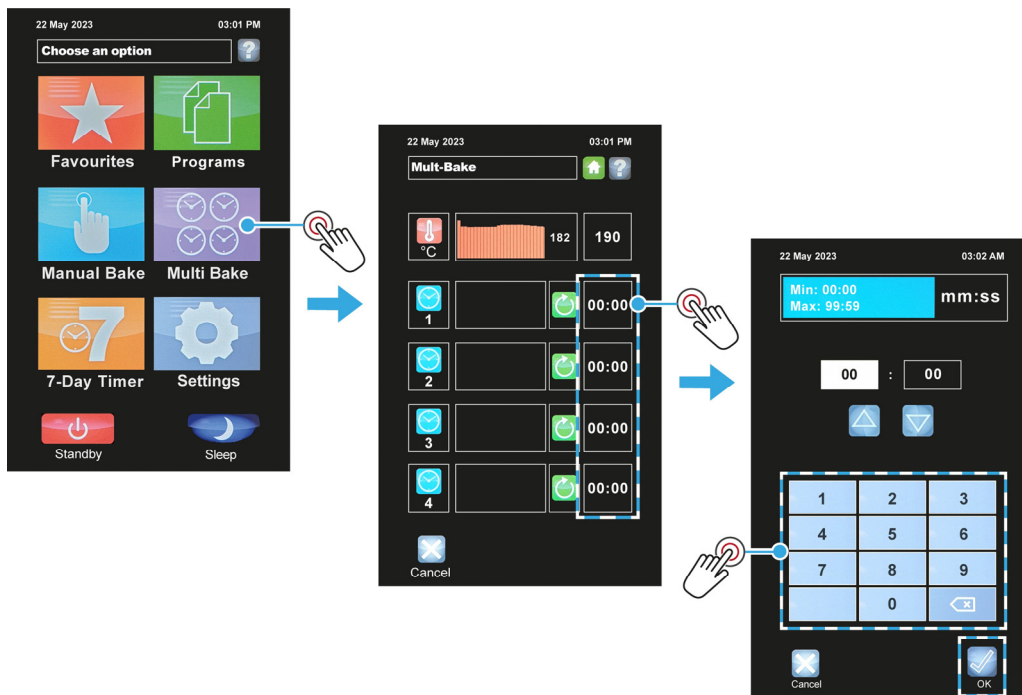 22 May 2023 03:01 PM
Choose an option ?
Favourites Programs
Manual Bake Multi Bake
7
7-Day Timer Settings
Standby Sleep
22 May 2023 03:01 PM
Mult-Bake ?
°C 182 190
1 00:00
2 00:00
3 00:00
4 00:00
Cancel
22 May 2023 03:02 AM
Min: 00:00
Max: 99:59
mm:ss
00 : 00
1 2 3
4 5 6
7 8 9
0
Cancel OK